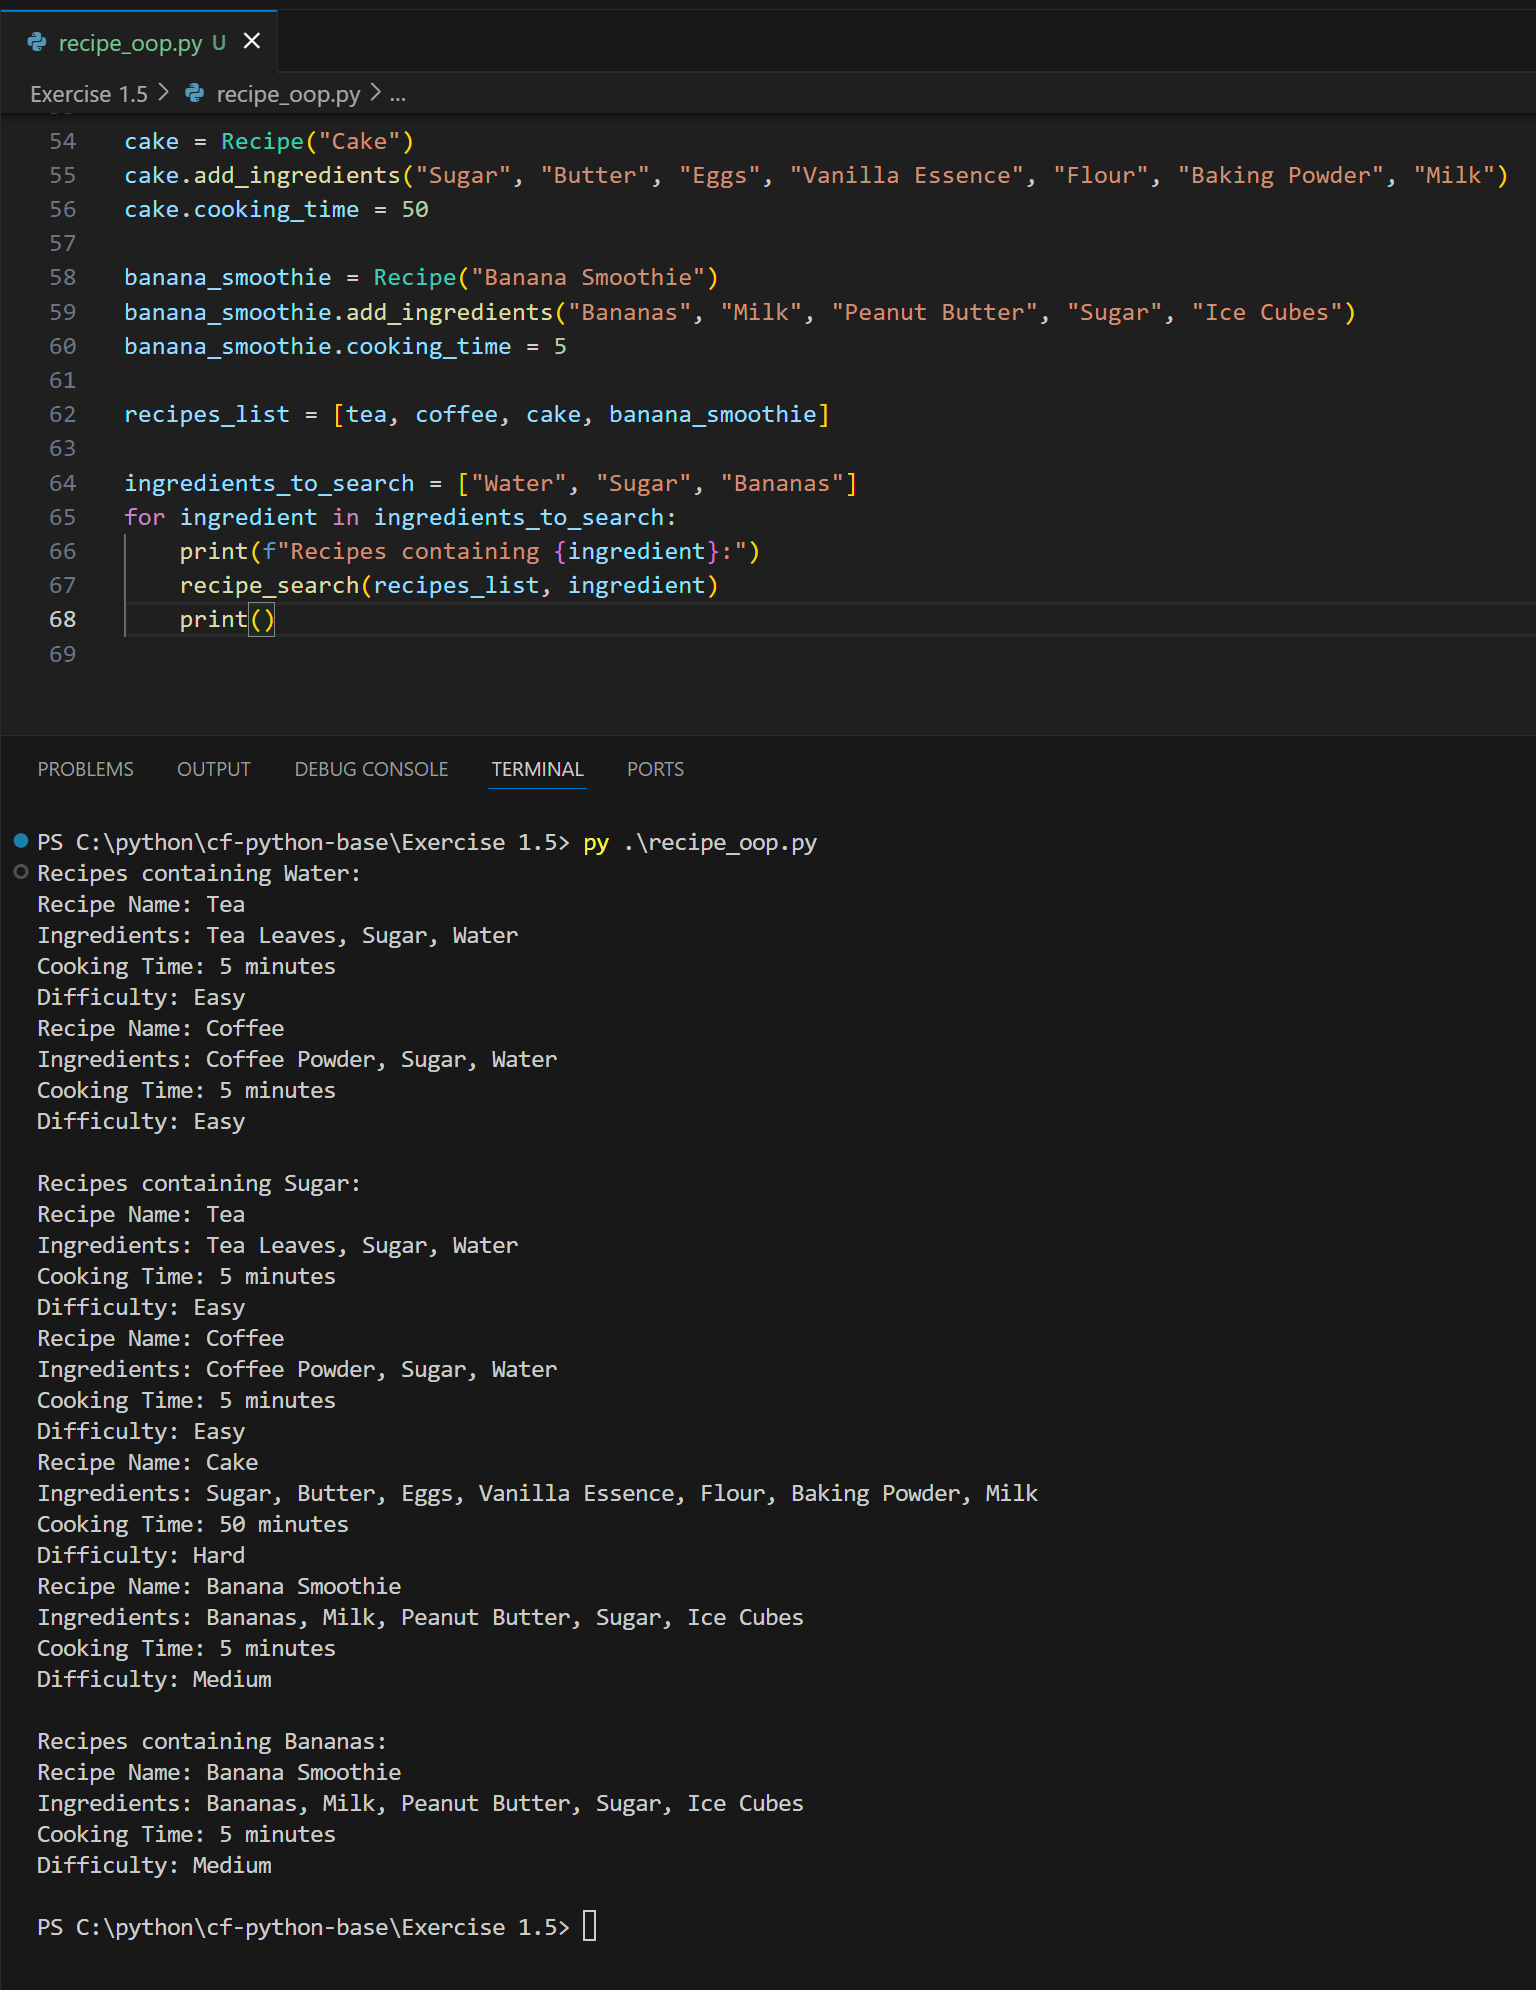 recipe_oop.py U
Exercise 1.5 > recipe_oop.py > ...
54 cake = Recipe("Cake")
55 cake.add_ingredients("Sugar", "Butter", "Eggs", "Vanilla Essence", "Flour", "Baking Powder", "Milk")
56 cake.cooking_time = 50
57
58 banana_smoothie = Recipe("Banana Smoothie")
59 banana_smoothie.add_ingredients("Bananas", "Milk", "Peanut Butter", "Sugar", "Ice Cubes")
60 banana_smoothie.cooking_time = 5
61
62 recipes_list = [tea, coffee, cake, banana_smoothie]
63
64 ingredients_to_search = ["Water", "Sugar", "Bananas"]
65 for ingredient in ingredients_to_search:
66     print(f"Recipes containing {ingredient}:")
67     recipe_search(recipes_list, ingredient)
68     print()
69
PROBLEMS OUTPUT DEBUG CONSOLE TERMINAL PORTS
PS C:\python\cf-python-base\Exercise 1.5> py .\recipe_oop.py
Recipes containing Water:
Recipe Name: Tea
Ingredients: Tea Leaves, Sugar, Water
Cooking Time: 5 minutes
Difficulty: Easy
Recipe Name: Coffee
Ingredients: Coffee Powder, Sugar, Water
Cooking Time: 5 minutes
Difficulty: Easy

Recipes containing Sugar:
Recipe Name: Tea
Ingredients: Tea Leaves, Sugar, Water
Cooking Time: 5 minutes
Difficulty: Easy
Recipe Name: Coffee
Ingredients: Coffee Powder, Sugar, Water
Cooking Time: 5 minutes
Difficulty: Easy
Recipe Name: Cake
Ingredients: Sugar, Butter, Eggs, Vanilla Essence, Flour, Baking Powder, Milk
Cooking Time: 50 minutes
Difficulty: Hard
Recipe Name: Banana Smoothie
Ingredients: Bananas, Milk, Peanut Butter, Sugar, Ice Cubes
Cooking Time: 5 minutes
Difficulty: Medium

Recipes containing Bananas:
Recipe Name: Banana Smoothie
Ingredients: Bananas, Milk, Peanut Butter, Sugar, Ice Cubes
Cooking Time: 5 minutes
Difficulty: Medium

PS C:\python\cf-python-base\Exercise 1.5>